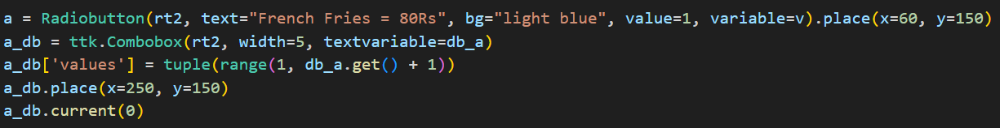 a = Radiobutton(rt2, text="French Fries = 80Rs", bg="light blue", value=1, variable=v).place(x=60, y=150)
a_db = ttk.Combobox(rt2, width=5, textvariable=db_a)
a_db['values'] = tuple(range(1, db_a.get() + 1))
a_db.place(x=250, y=150)
a_db.current(0)